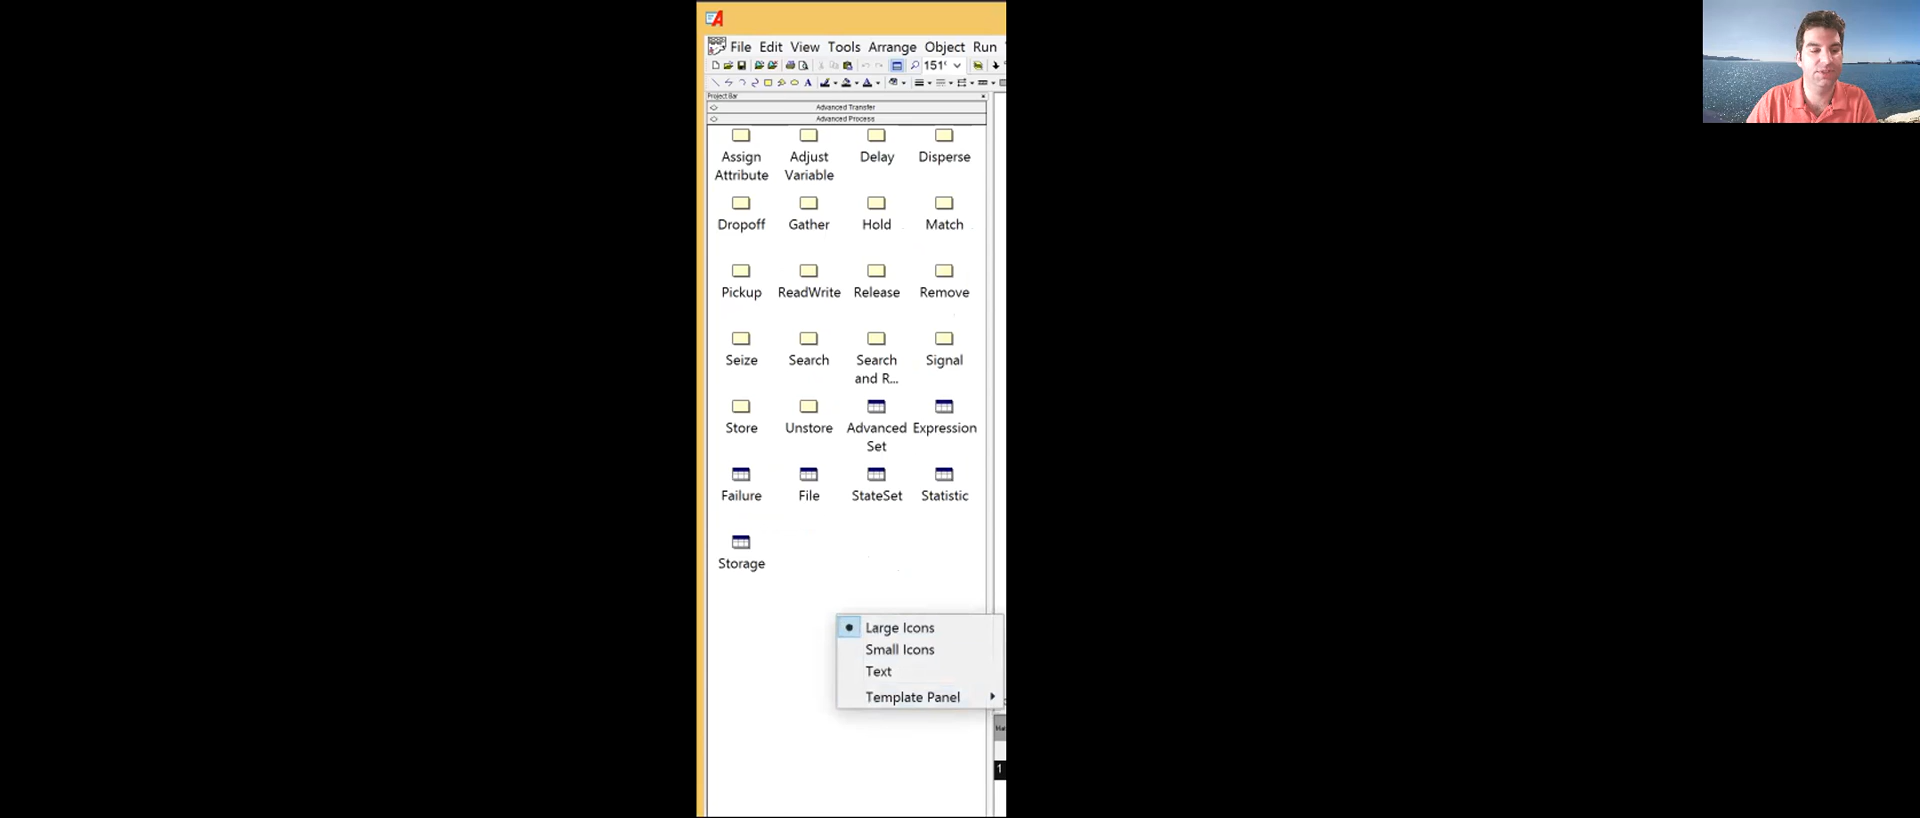 File Edit View Tools Arrange Object Run
151%
Project Bar
Advanced Transfer
Advanced Process
Assign Attribute
Adjust Variable
Delay
Disperse
Dropoff
Gather
Hold
Match
Pickup
ReadWrite
Release
Remove
Seize
Search
Search and R...
Signal
Store
Unstore
Advanced Set
Expression
Failure
File
StateSet
Statistic
Storage
Large Icons
Small Icons
Text
Template Panel
1